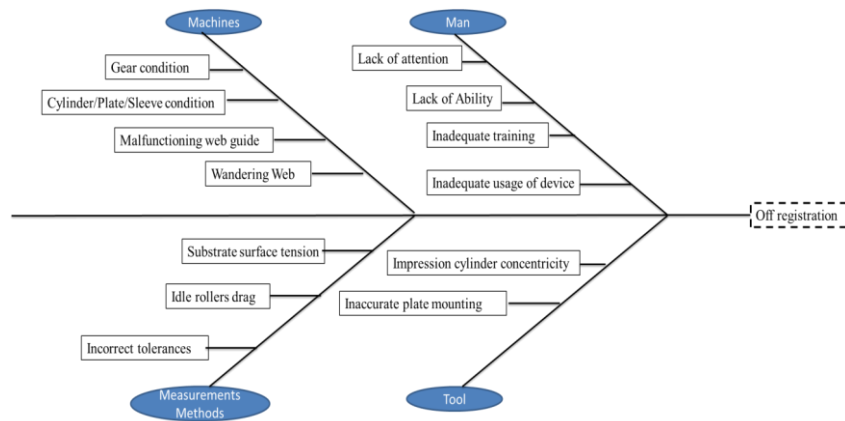 Machines
Man
Gear condition
Cylinder/Plate/Sleeve condition
Malfunctioning web guide
Wandering Web
Lack of attention
Lack of Ability
Inadequate training
Inadequate usage of device
Off registration
Substrate surface tension
Idle rollers drag
Incorrect tolerances
Impression cylinder concentricity
Inaccurate plate mounting
Measurements
Methods
Tool